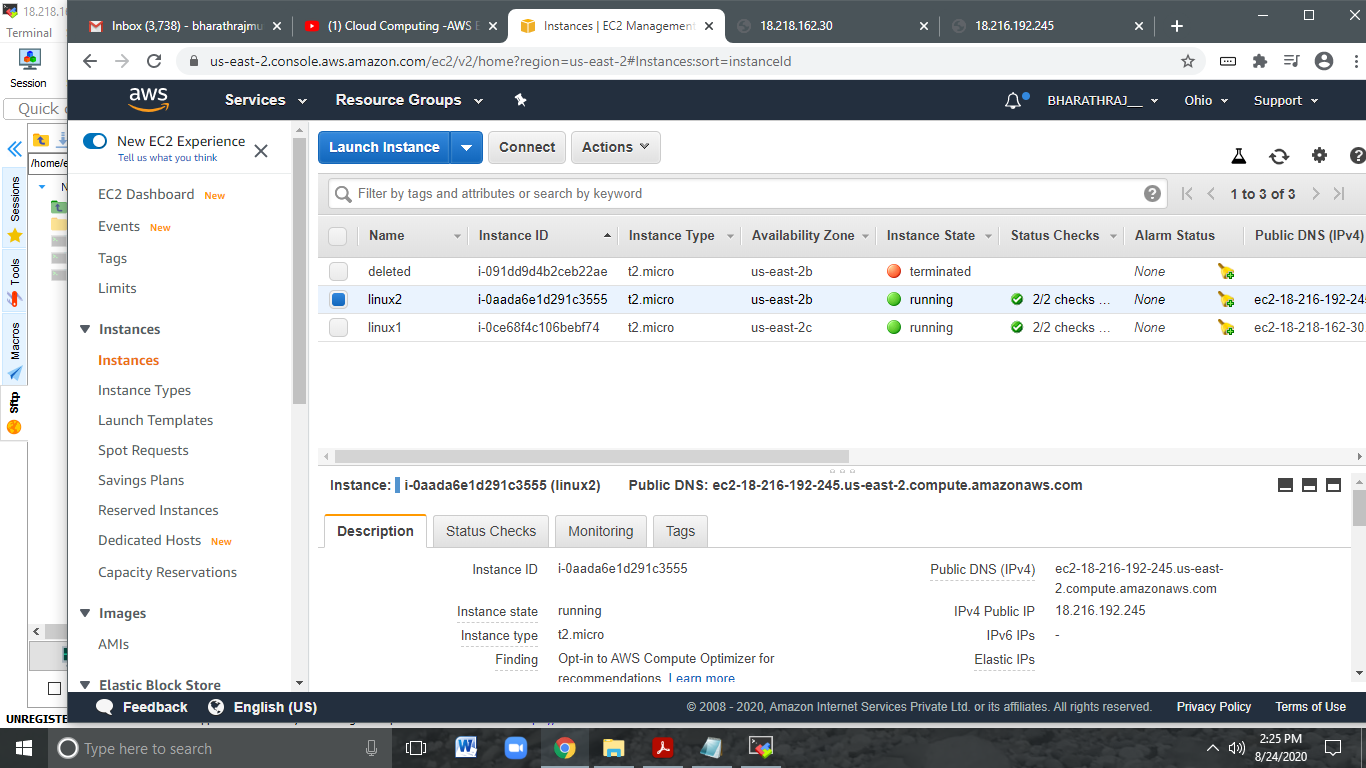 18.218.16
Terminal
Session
Quick
/home/e
Sessions
Tools
Macros
Sftp
UNREGISTE
Inbox (3,738) - bharathrajmu
(1) Cloud Computing -AWS E
Instances | EC2 Management
18.218.162.30
18.216.192.245
us-east-2.console.aws.amazon.com/ec2/v2/home?region=us-east-2#Instances:sort=instanceId
aws
Services
Resource Groups
BHARATHRAJ__
Ohio
Support
New EC2 Experience
Tell us what you think
EC2 Dashboard New
Events New
Tags
Limits
Instances
Instances
Instance Types
Launch Templates
Spot Requests
Savings Plans
Reserved Instances
Dedicated Hosts New
Capacity Reservations
Images
AMIs
Elastic Block Store
Launch Instance Connect Actions
Filter by tags and attributes or search by keyword
1 to 3 of 3
Name Instance ID Instance Type Availability Zone Instance State Status Checks Alarm Status Public DNS (IPv4)
deleted i-091dd9d4b2ceb22ae t2.micro us-east-2b terminated None
linux2 i-0aada6e1d291c3555 t2.micro us-east-2b running 2/2 checks ... None ec2-18-216-192-245
linux1 i-0ce68f4c106bebf74 t2.micro us-east-2c running 2/2 checks ... None ec2-18-218-162-30.
Instance: i-0aada6e1d291c3555 (linux2) Public DNS: ec2-18-216-192-245.us-east-2.compute.amazonaws.com
Description Status Checks Monitoring Tags
Instance ID i-0aada6e1d291c3555
Public DNS (IPv4) ec2-18-216-192-245.us-east-
2.compute.amazonaws.com
Instance state running
IPv4 Public IP 18.216.192.245
Instance type t2.micro
IPv6 IPs -
Finding Opt-in to AWS Compute Optimizer for
recommendations. Learn more
Elastic IPs
Feedback English (US)
© 2008 - 2020, Amazon Internet Services Private Ltd. or its affiliates. All rights reserved. Privacy Policy Terms of Use
Type here to search
2:25 PM
8/24/2020